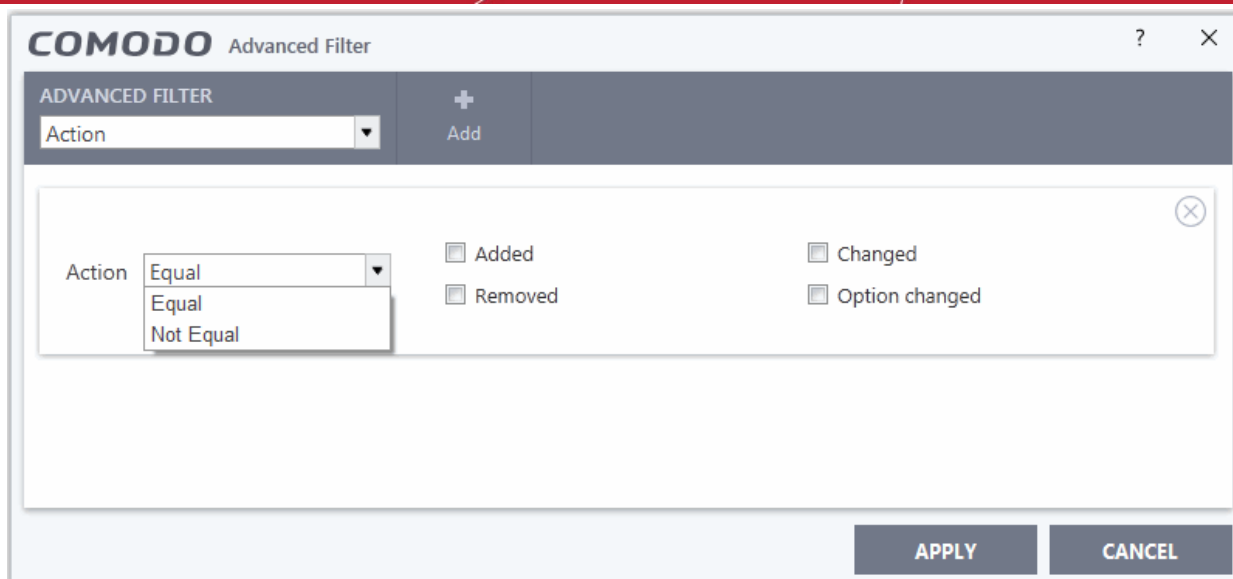 COMODO Advanced Filter ? ×
ADVANCED FILTER
Action
Add
Action Equal
Equal
Not Equal
Added
Changed
Removed
Option changed
APPLY CANCEL